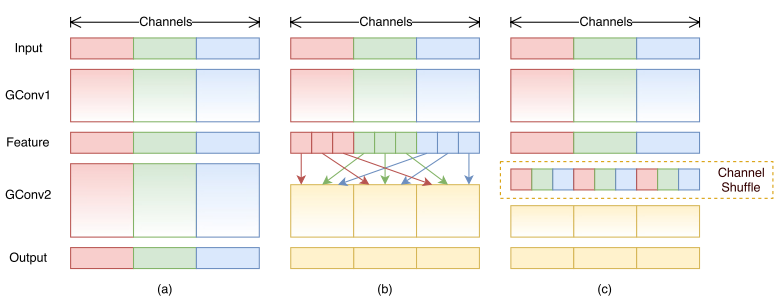 Channels Channels Channels
Input
GConv1
Feature
GConv2
Channel
Shuffle
Output
(a) (b) (c)